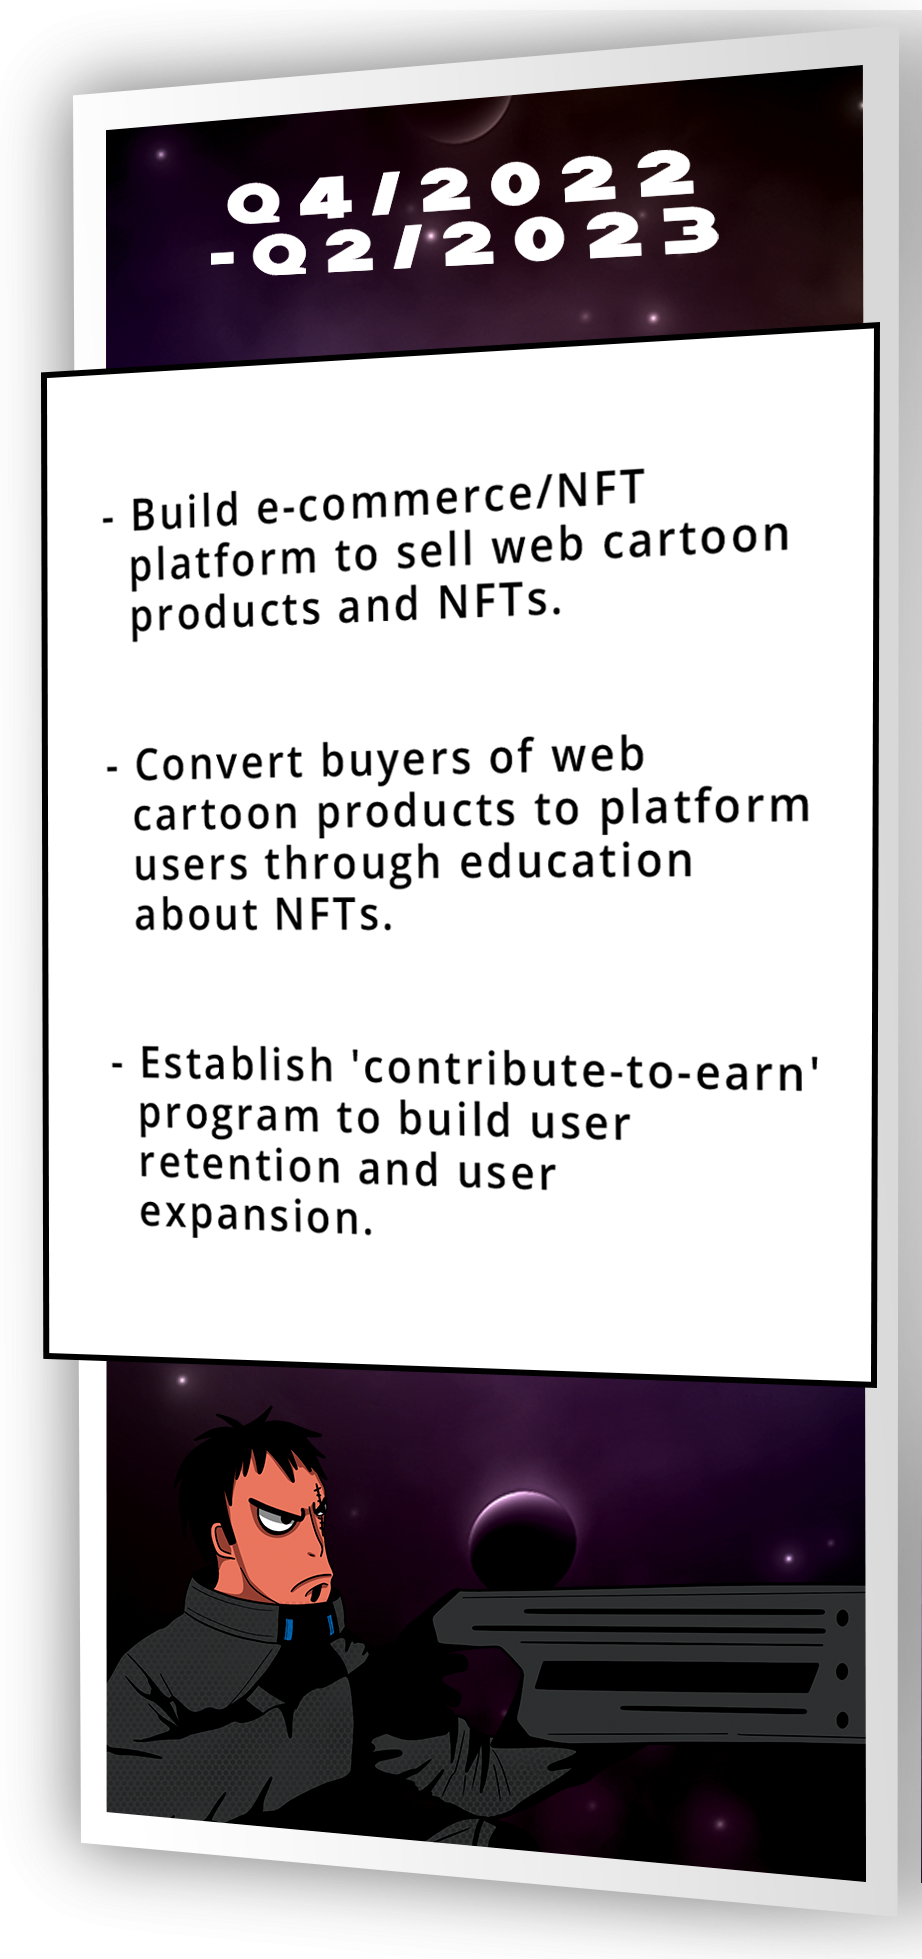 Q4/2022
-Q2/2023
- Build e-commerce/NFT
platform to sell web cartoon
products and NFTs.
- Convert buyers of web
cartoon products to platform
users through education
about NFTs.
- Establish 'contribute-to-earn'
program to build user
retention and user
expansion.